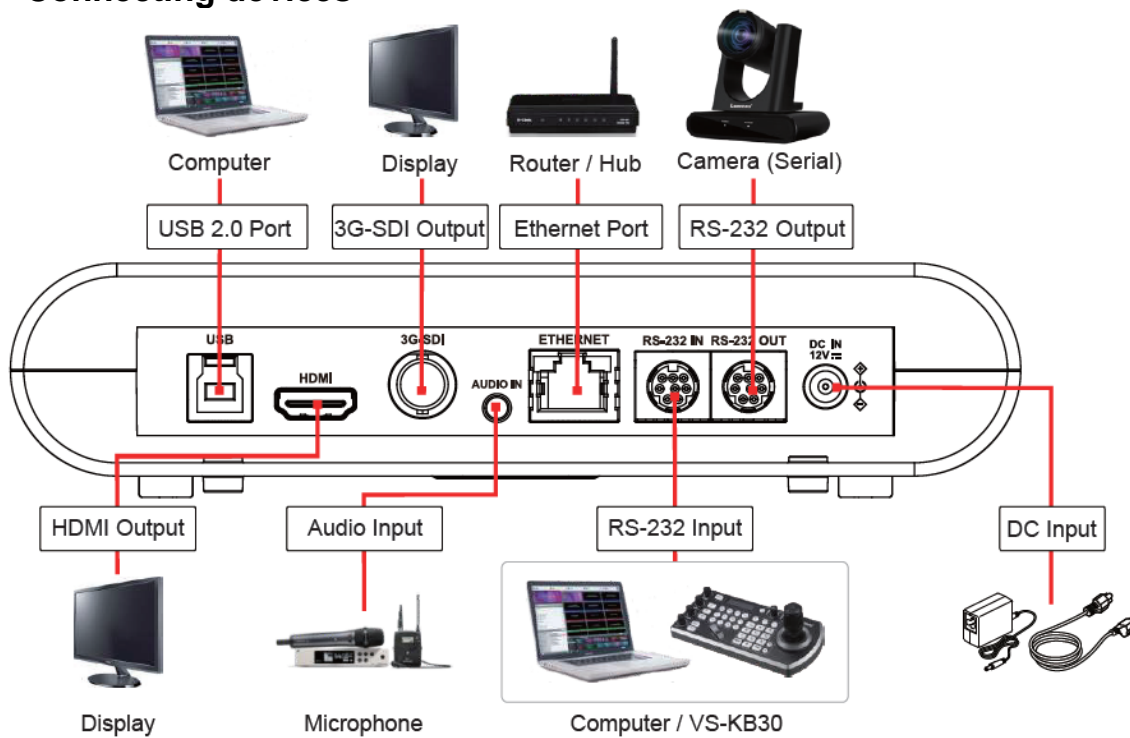 Connecting devices
Computer
Display
Router / Hub
Camera (Serial)
USB 2.0 Port
3G-SDI Output
Ethernet Port
RS-232 Output
USB
HDMI
3G-SDI
AUDIO IN
ETHERNET
RS-232 IN
RS-232 OUT
DC IN
12V
HDMI Output
Audio Input
RS-232 Input
DC Input
Display
Microphone
Computer / VS-KB30